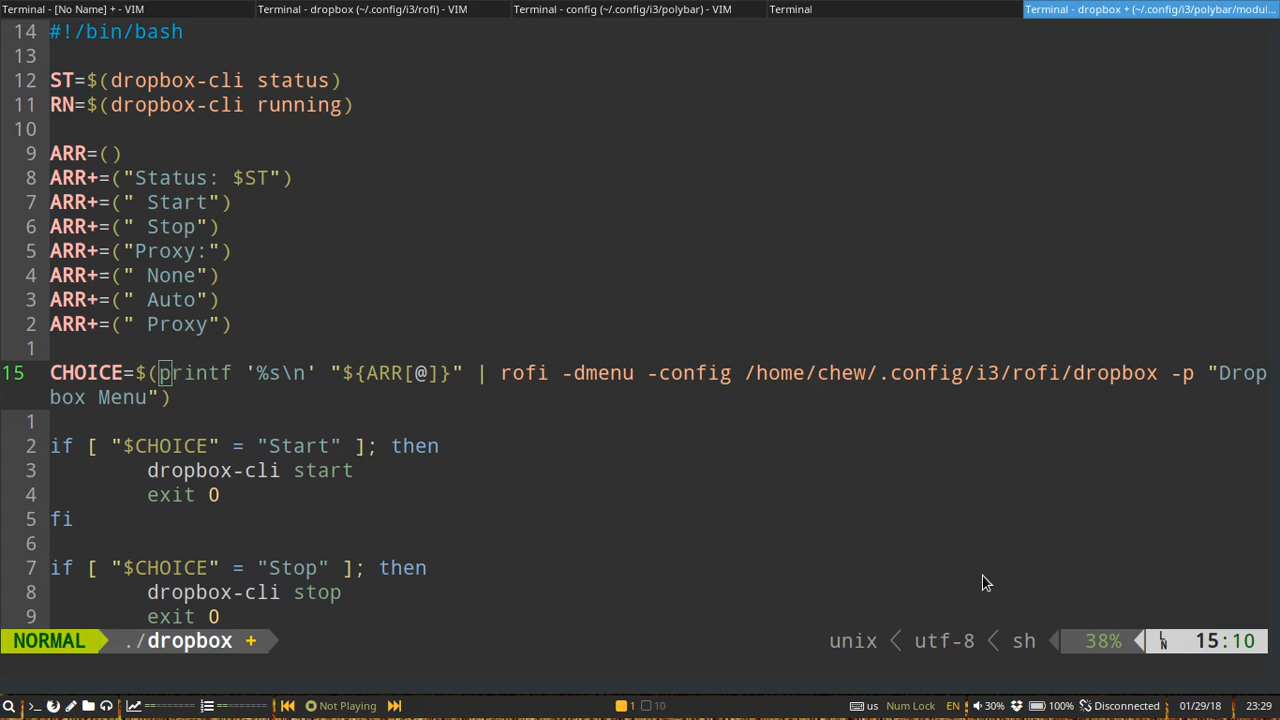 Terminal - [No Name] + - VIM Terminal - dropbox (~/.config/i3/rofi) - VIM Terminal - config (~/.config/i3/polybar) - VIM Terminal Terminal - dropbox + (~/.config/i3/polybar/modul...
14 #!/bin/bash
13
12 ST=$(dropbox-cli status)
11 RN=$(dropbox-cli running)
10
9 ARR=()
8 ARR+=("Status: $ST")
7 ARR+=(" Start")
6 ARR+=(" Stop")
5 ARR+=("Proxy:")
4 ARR+=(" None")
3 ARR+=(" Auto")
2 ARR+=(" Proxy")
1
15 CHOICE=$(printf '%s\n' "${ARR[@]}" | rofi -dmenu -config /home/chew/.config/i3/rofi/dropbox -p "Drop
box Menu")
1
2 if [ "$CHOICE" = "Start" ]; then
3 dropbox-cli start
4 exit 0
5 fi
6
7 if [ "$CHOICE" = "Stop" ]; then
8 dropbox-cli stop
9 exit 0
NORMAL ./dropbox + unix utf-8 sh 38% LN 15:10
Not Playing 1 10 us Num Lock EN 30% 100% Disconnected 01/29/18 23:29